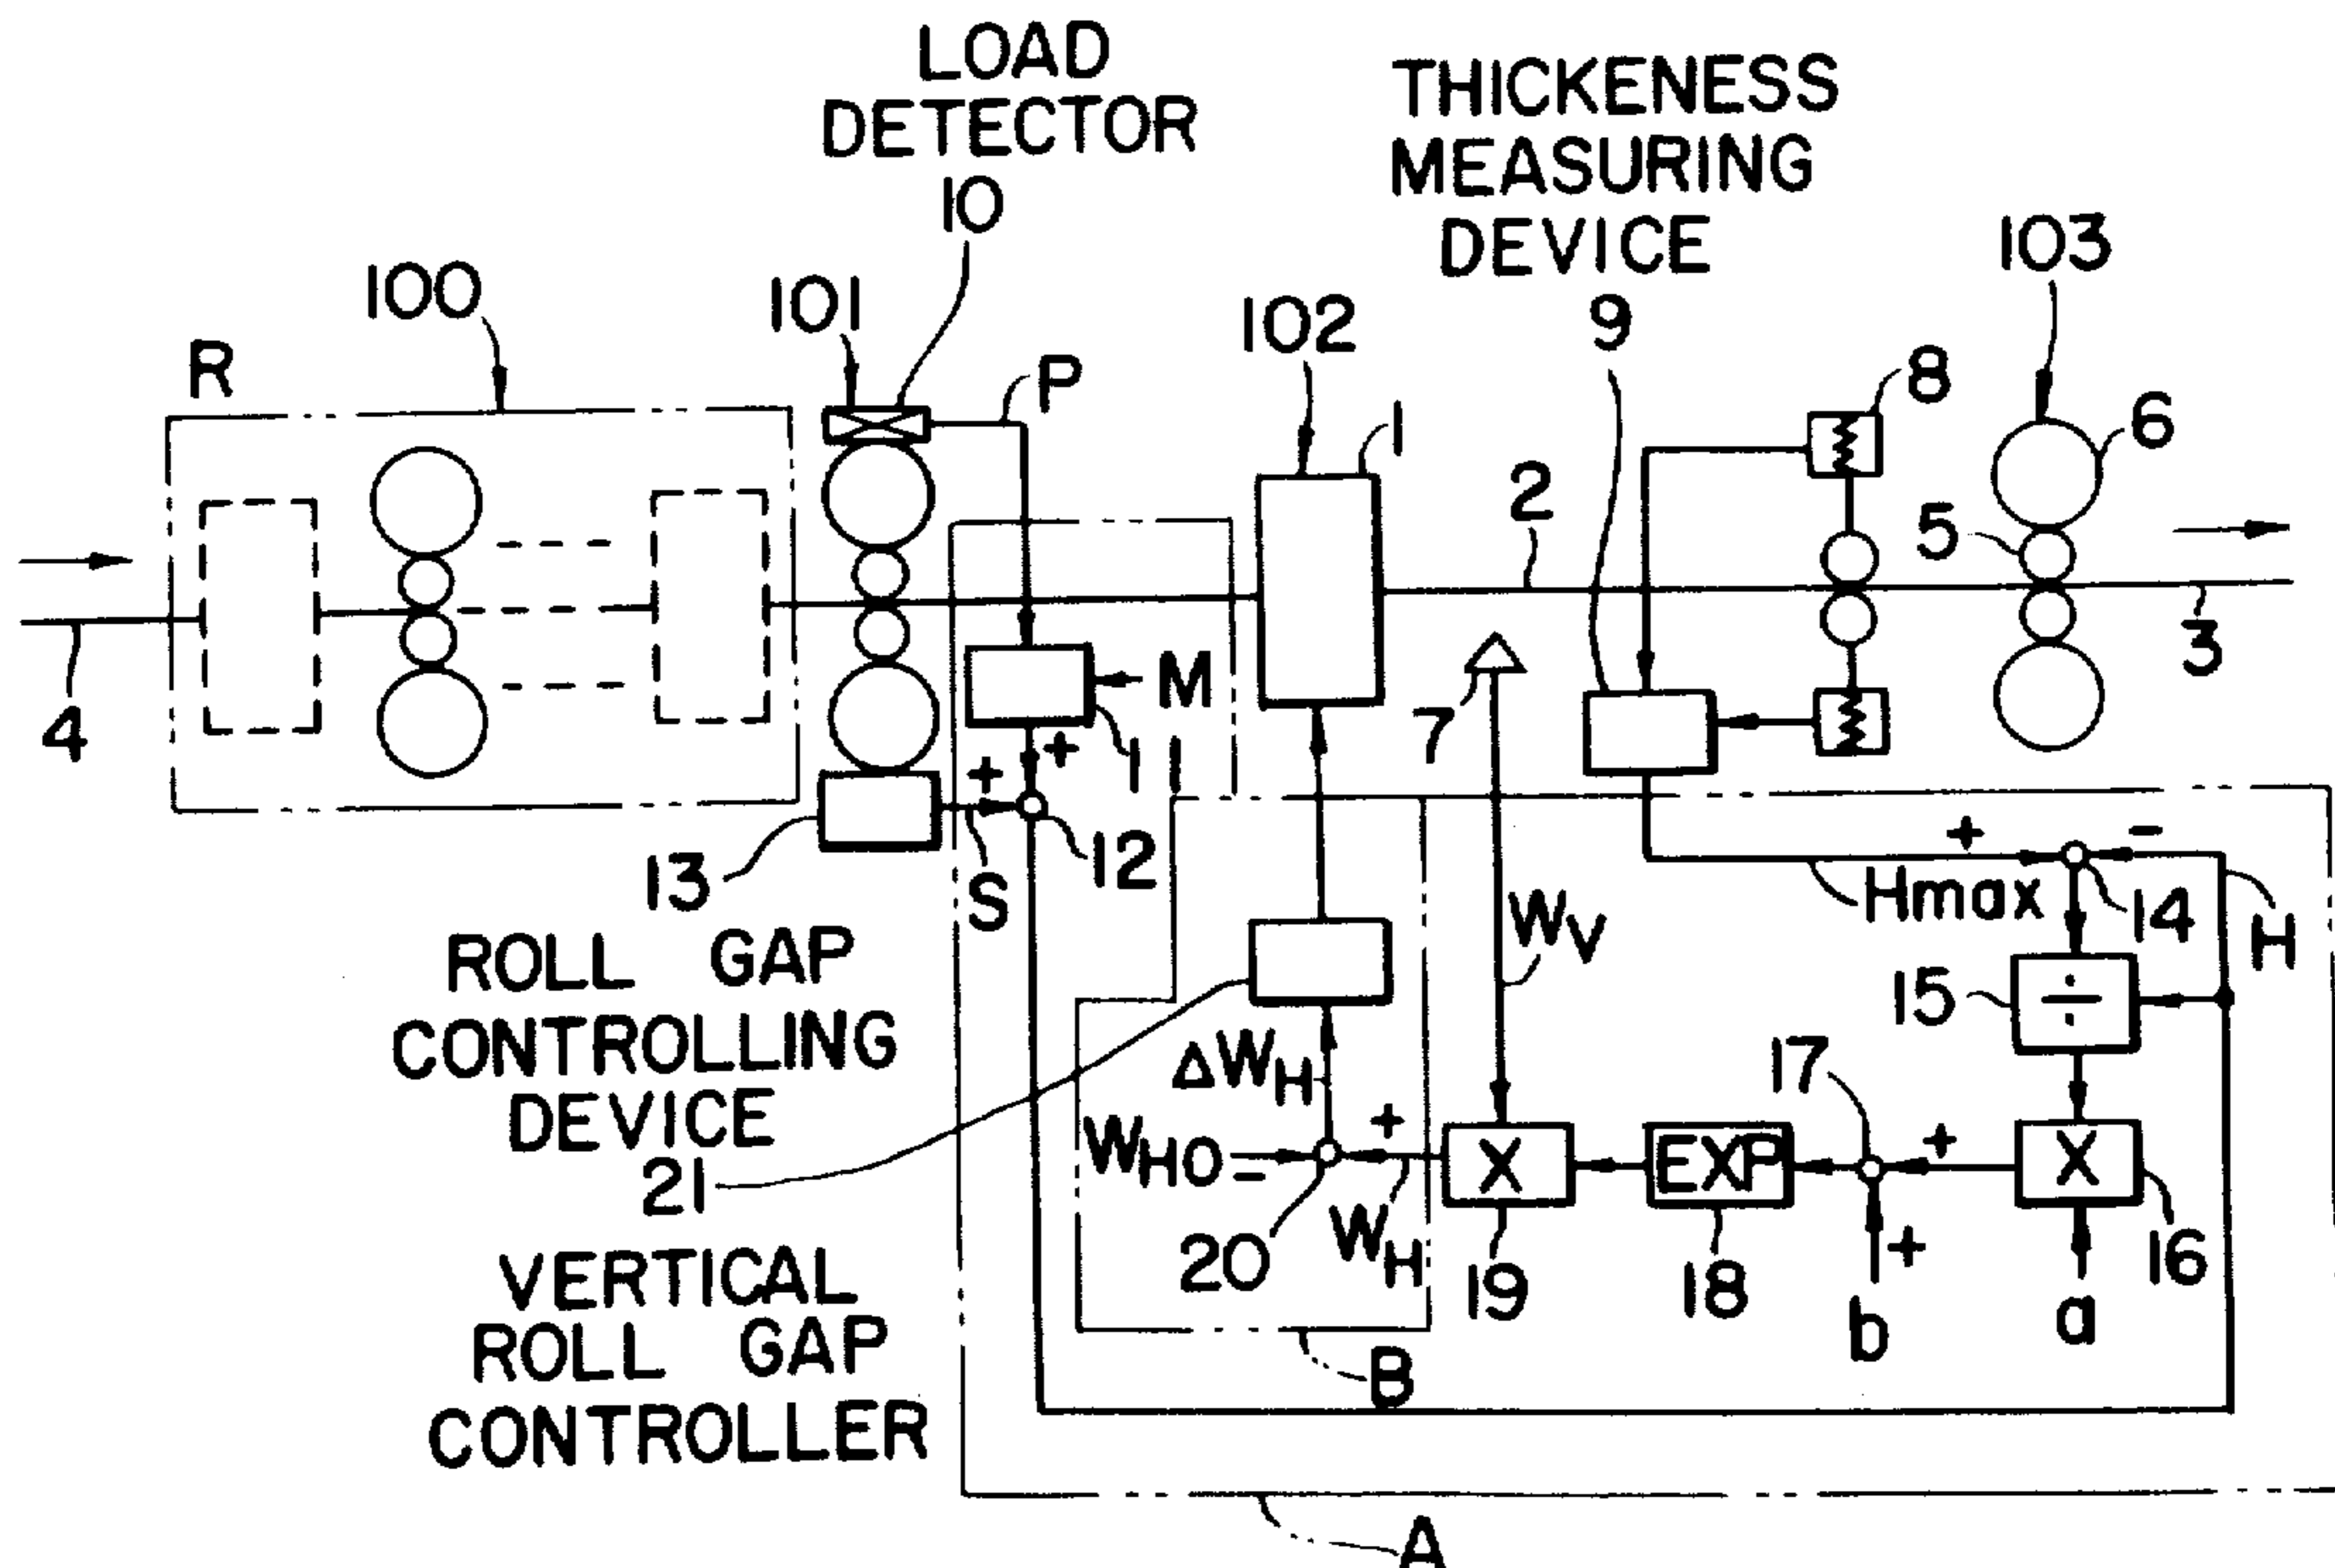 LOAD
DETECTOR
10
THICKENESS
MEASURING
DEVICE
9
103
100
101
102
R
P
1
8
6
2
5
4
M
11
7
3
+
+
13
S
12
+
-
Hmax
14
H
ROLL GAP
CONTROLLING
DEVICE
21
VERTICAL
ROLL GAP
CONTROLLER
WV
15
÷
ΔWH
17
WHO
-
+
X
EXP
+
X
20
WH
19
18
+
16
b
a
B
A